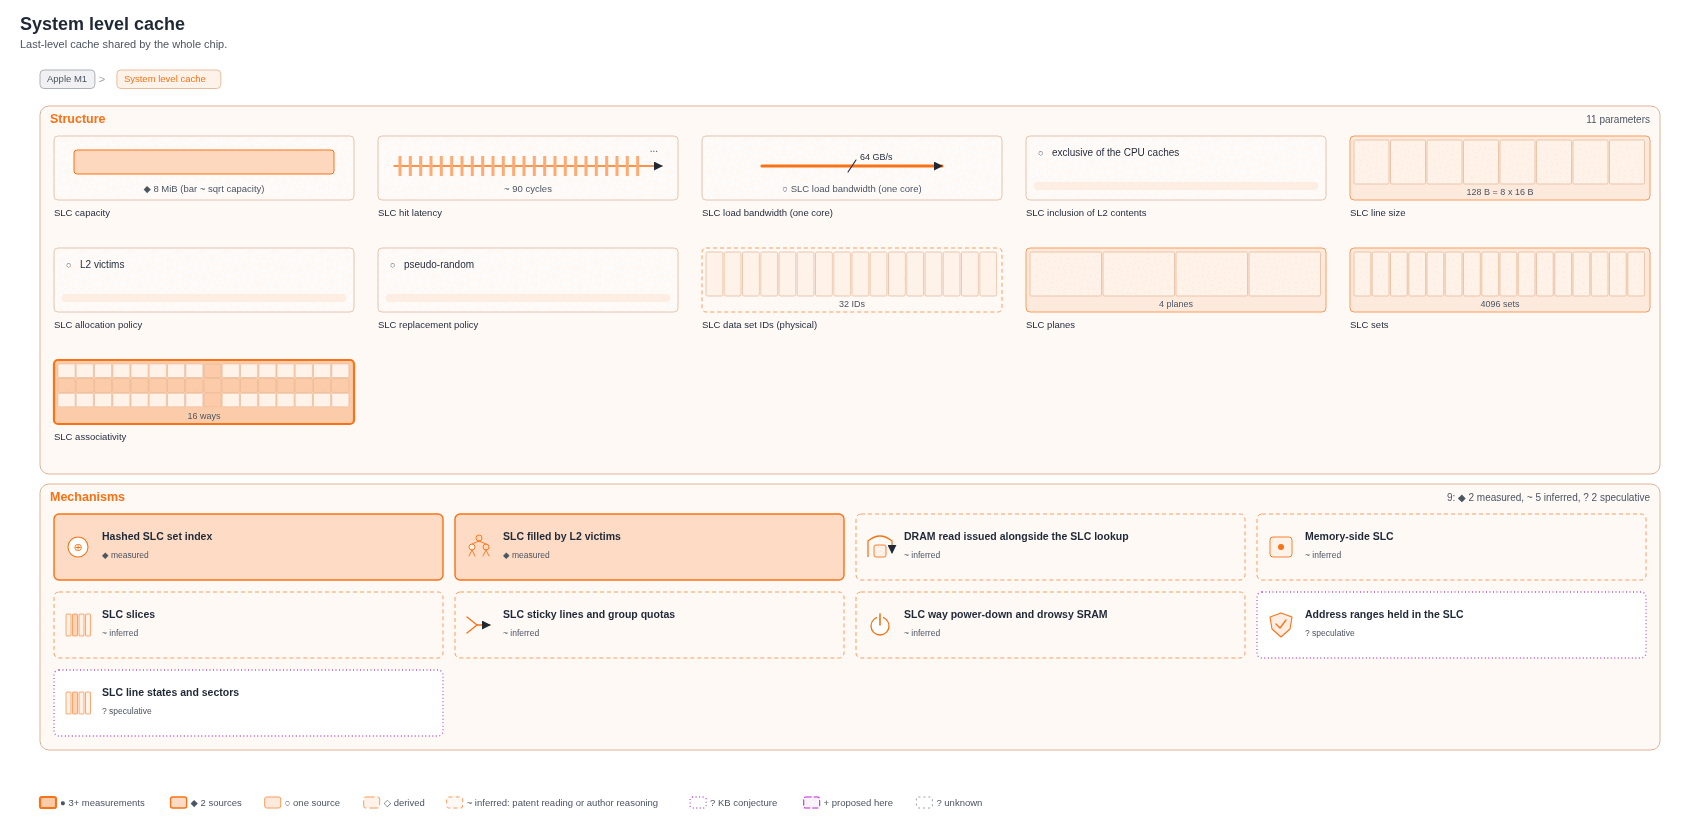 System level cache
Last-level cache shared by the whole chip.
Apple M1 > System level cache
Structure 11 parameters
◆ 8 MiB (bar ~ sqrt capacity)
SLC capacity
...
~ 90 cycles
SLC hit latency
64 GB/s
○ SLC load bandwidth (one core)
SLC load bandwidth (one core)
○ exclusive of the CPU caches
SLC inclusion of L2 contents
128 B = 8 x 16 B
SLC line size
○ L2 victims
SLC allocation policy
○ pseudo-random
SLC replacement policy
32 IDs
SLC data set IDs (physical)
4 planes
SLC planes
4096 sets
SLC sets
16 ways
SLC associativity
Mechanisms 9: ◆ 2 measured, ~ 5 inferred, ? 2 speculative
Hashed SLC set index
◆ measured
SLC filled by L2 victims
◆ measured
DRAM read issued alongside the SLC lookup
~ inferred
Memory-side SLC
~ inferred
SLC slices
~ inferred
SLC sticky lines and group quotas
~ inferred
SLC way power-down and drowsy SRAM
~ inferred
Address ranges held in the SLC
? speculative
SLC line states and sectors
? speculative
● 3+ measurements ◆ 2 sources ○ one source ◇ derived ~ inferred: patent reading or author reasoning ? KB conjecture + proposed here ? unknown